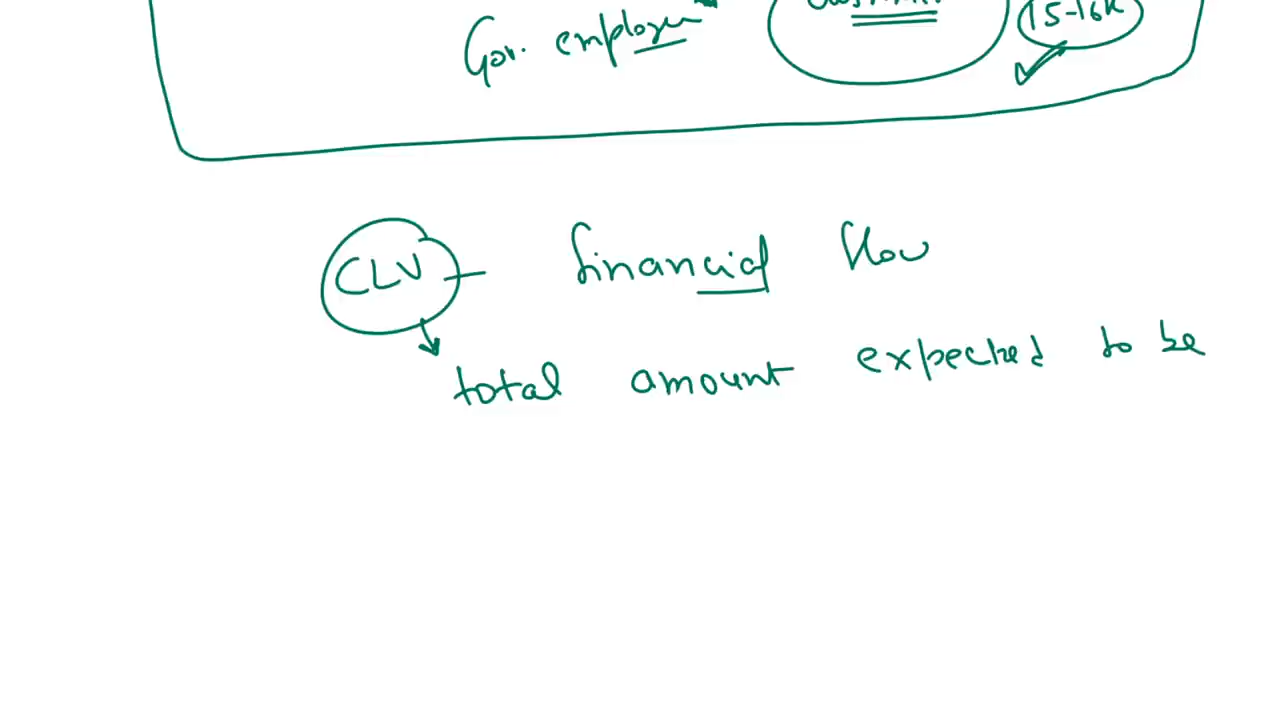 15-16K
Gov. employee
CLV - financial flow
total amount expected to be